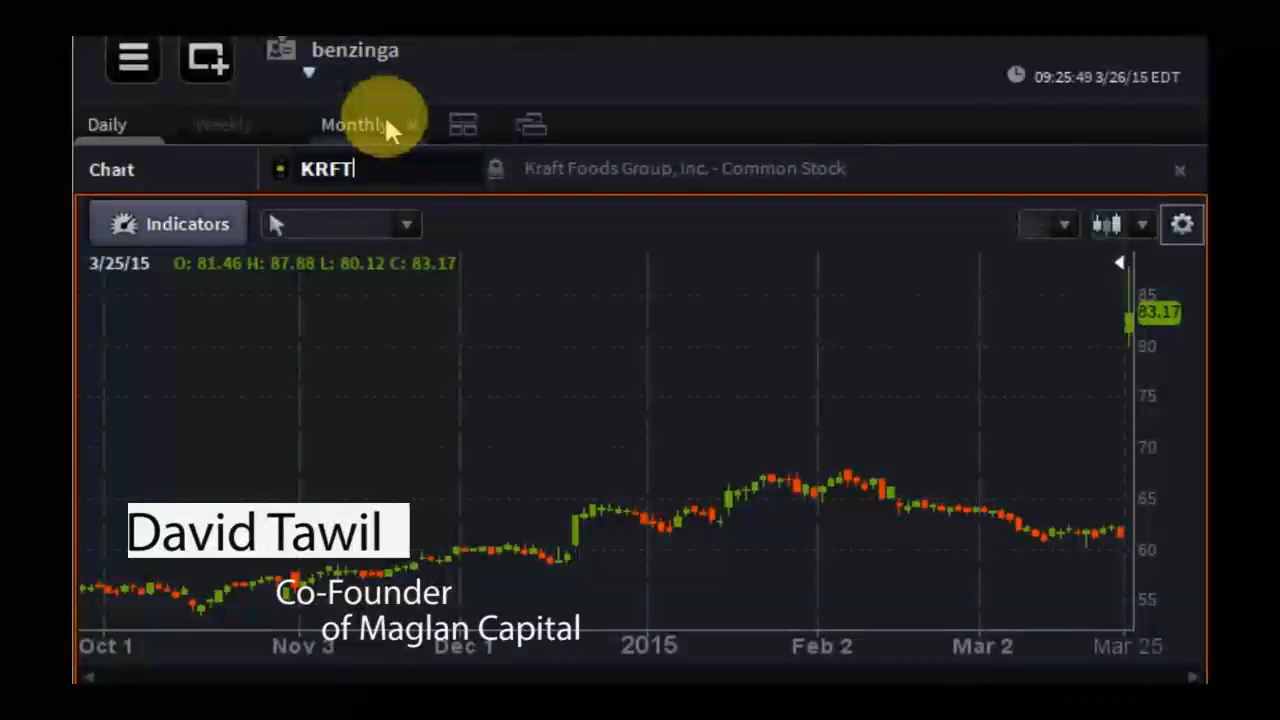 benzinga
09:25:49 3/26/15 EDT
Daily Weekly Monthly
Chart KRFT Kraft Foods Group, Inc. - Common Stock
Indicators
3/25/15 O: 81.46 H: 87.88 L: 80.12 C: 83.17
85
83.17
80
75
70
65
60
55
David Tawil
Co-Founder
of Maglan Capital
Oct 1 Nov 3 Dec 1 2015 Feb 2 Mar 2 Mar 25